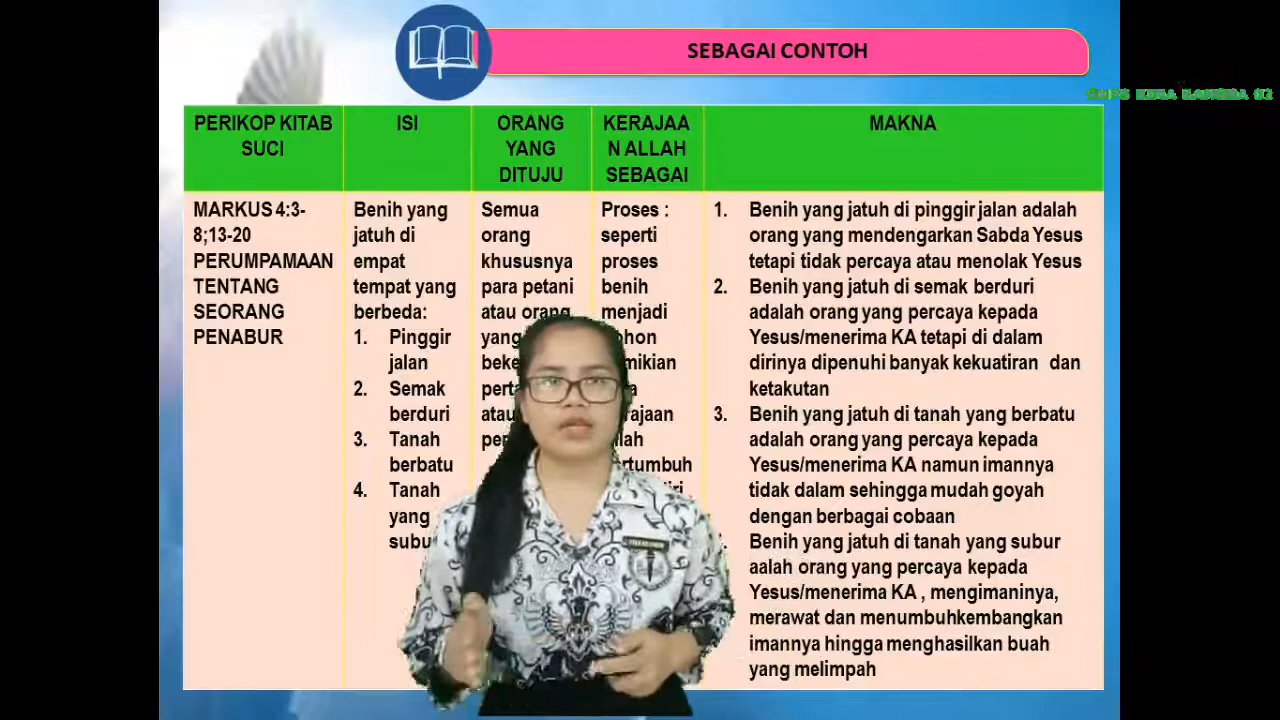 SEBAGAI CONTOH
PERIKOP KITAB
SUCI
ISI
ORANG
YANG
DITUJU
KERAJAA
N ALLAH
SEBAGAI
MAKNA
MARKUS 4:3-
8;13-20
PERUMPAMAAN
TENTANG
SEORANG
PENABUR
Benih yang
jatuh di
empat
tempat yang
berbeda:
1. Pinggir
jalan
2. Semak
berduri
3. Tanah
berbatu
4. Tanah
yang
Semua
orang
khususnya
para petani
atau orang
yang
Proses :
seperti
proses
benih
menjadi
1. Benih yang jatuh di pinggir jalan adalah
orang yang mendengarkan Sabda Yesus
tetapi tidak percaya atau menolak Yesus
2. Benih yang jatuh di semak berduri
adalah orang yang percaya kepada
Yesus/menerima KA tetapi di dalam
dirinya dipenuhi banyak kekuatiran dan
ketakutan
3. Benih yang jatuh di tanah yang berbatu
adalah orang yang percaya kepada
Yesus/menerima KA namun imannya
tidak dalam sehingga mudah goyah
dengan berbagai cobaan
Benih yang jatuh di tanah yang subur
aalah orang yang percaya kepada
Yesus/menerima KA , mengimaninya,
merawat dan menumbuhkembangkan
imannya hingga menghasilkan buah
yang melimpah